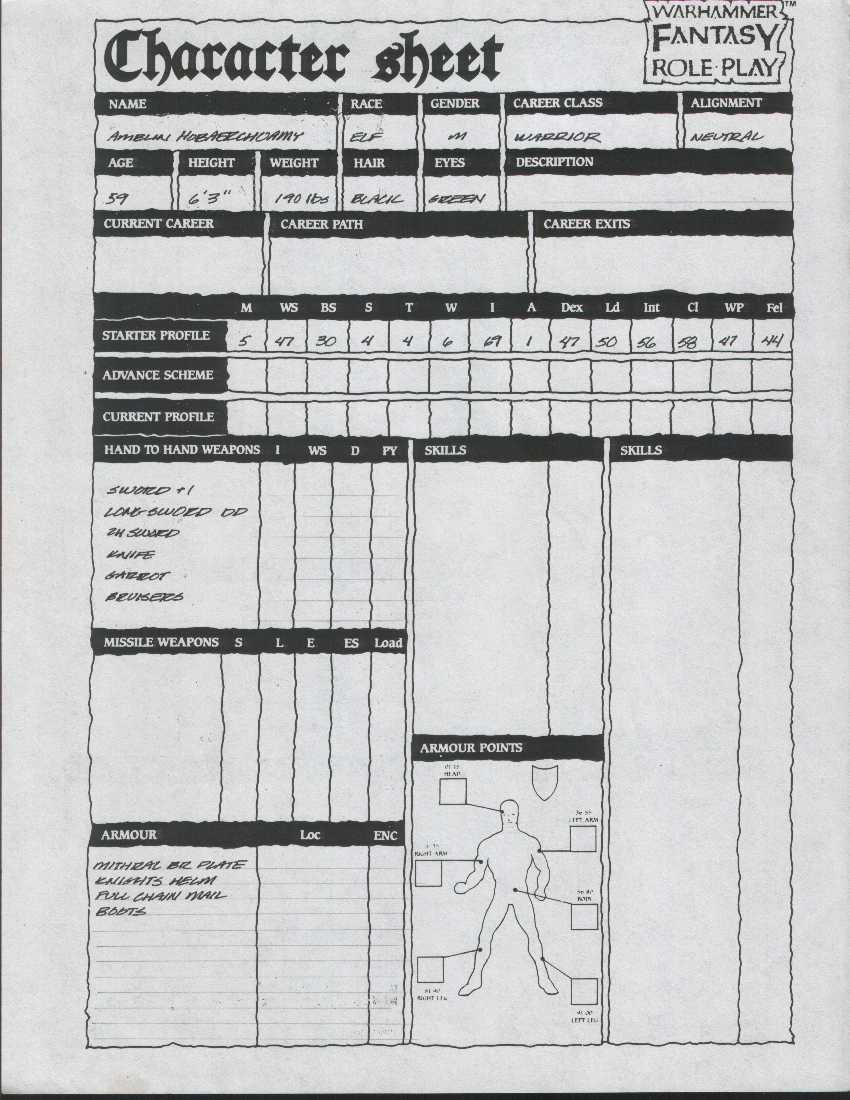 WARHAMMER™
FANTASY
ROLE·PLAY
Character sheet
NAME RACE GENDER CAREER CLASS ALIGNMENT
ELF M WARRIOR NEUTRAL
AGE HEIGHT WEIGHT HAIR EYES DESCRIPTION
59 6'3" 190 lbs BLACK GREEN
CURRENT CAREER CAREER PATH CAREER EXITS
M WS BS S T W I A Dex Ld Int Cl WP Fel
STARTER PROFILE 5 47 30 4 4 6 69 1 47 50 56 58 47 44
ADVANCE SCHEME
CURRENT PROFILE
HAND TO HAND WEAPONS I WS D PY SKILLS SKILLS
SWORD +1
LONG SWORD DD
2H SWORD
KNIFE
GARROT
BRUISERS
MISSILE WEAPONS S L E ES Load
ARMOUR POINTS
HEAD
LEFT ARM
RIGHT ARM
BODY
RIGHT LEG
LEFT LEG
ARMOUR Loc ENC
MITHRAL BR PLATE
KNIGHTS HELM
FULL CHAIN MAIL
BOOTS